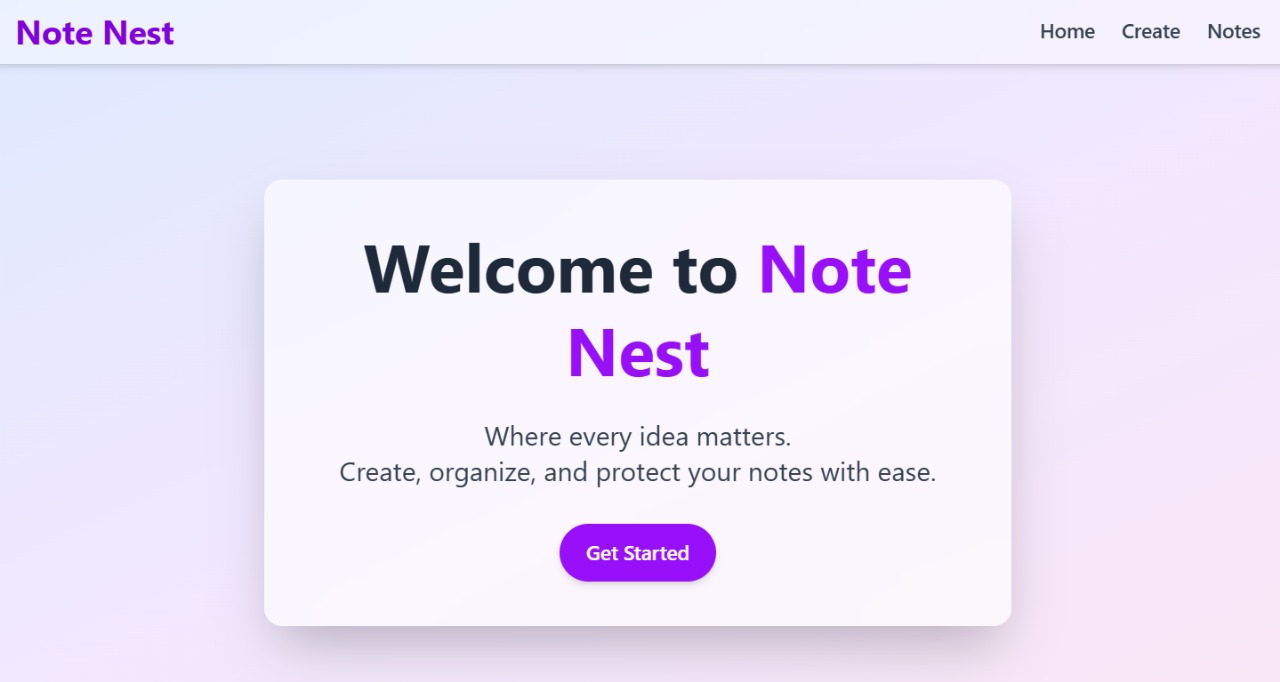 Note Nest
Home
Create
Notes
Welcome to Note
Nest
Where every idea matters.
Create, organize, and protect your notes with ease.
Get Started